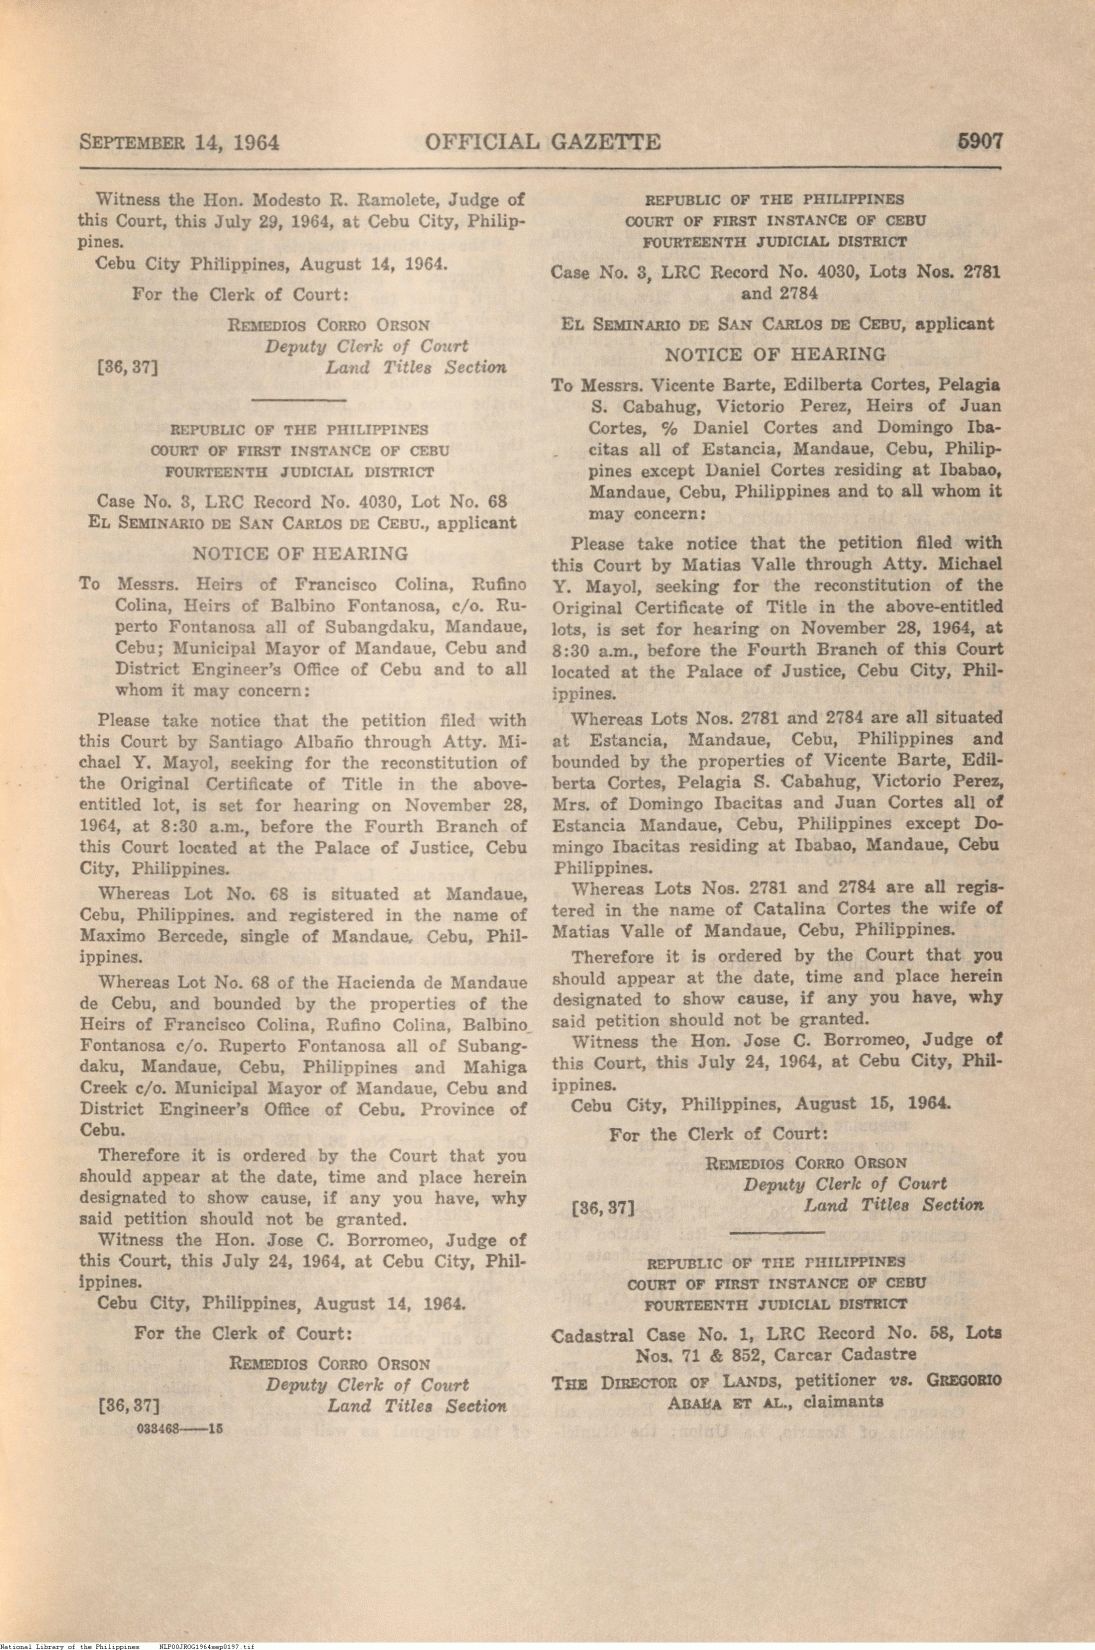 SEPTEMBER 14, 1964 OFFICIAL GAZETTE 5907
Witness the Hon. Modesto R. Ramolete, Judge of
this Court, this July 29, 1964, at Cebu City, Philip-
pines.
Cebu City Philippines, August 14, 1964.
For the Clerk of Court:
REMEDIOS CORRO ORSON
Deputy Clerk of Court
[36, 37] Land Titles Section
REPUBLIC OF THE PHILIPPINES
COURT OF FIRST INSTANCE OF CEBU
FOURTEENTH JUDICIAL DISTRICT
Case No. 3, LRC Record No. 4030, Lot No. 68
EL SEMINARIO DE SAN CARLOS DE CEBU., applicant
NOTICE OF HEARING
To Messrs. Heirs of Francisco Colina, Rufino
Colina, Heirs of Balbino Fontanosa, c/o. Ru-
perto Fontanosa all of Subangdaku, Mandaue,
Cebu; Municipal Mayor of Mandaue, Cebu and
District Engineer's Office of Cebu and to all
whom it may concern:
Please take notice that the petition filed with
this Court by Santiago Albaño through Atty. Mi-
chael Y. Mayol, seeking for the reconstitution of
the Original Certificate of Title in the above-
entitled lot, is set for hearing on November 28,
1964, at 8:30 a.m., before the Fourth Branch of
this Court located at the Palace of Justice, Cebu
City, Philippines.
Whereas Lot No. 68 is situated at Mandaue,
Cebu, Philippines. and registered in the name of
Maximo Bercede, single of Mandaue, Cebu, Phil-
ippines.
Whereas Lot No. 68 of the Hacienda de Mandaue
de Cebu, and bounded by the properties of the
Heirs of Francisco Colina, Rufino Colina, Balbino
Fontanosa c/o. Ruperto Fontanosa all of Subang-
daku, Mandaue, Cebu, Philippines and Mahiga
Creek c/o. Municipal Mayor of Mandaue, Cebu and
District Engineer's Office of Cebu. Province of
Cebu.
Therefore it is ordered by the Court that you
should appear at the date, time and place herein
designated to show cause, if any you have, why
said petition should not be granted.
Witness the Hon. Jose C. Borromeo, Judge of
this Court, this July 24, 1964, at Cebu City, Phil-
ippines.
Cebu City, Philippines, August 14, 1964.
For the Clerk of Court:
REMEDIOS CORRO ORSON
Deputy Clerk of Court
[36, 37] Land Titles Section
033468——15
REPUBLIC OF THE PHILIPPINES
COURT OF FIRST INSTANCE OF CEBU
FOURTEENTH JUDICIAL DISTRICT
Case No. 3, LRC Record No. 4030, Lots Nos. 2781
and 2784
EL SEMINARIO DE SAN CARLOS DE CEBU, applicant
NOTICE OF HEARING
To Messrs. Vicente Barte, Edilberta Cortes, Pelagia
S. Cabahug, Victorio Perez, Heirs of Juan
Cortes, % Daniel Cortes and Domingo Iba-
citas all of Estancia, Mandaue, Cebu, Philip-
pines except Daniel Cortes residing at Ibabao,
Mandaue, Cebu, Philippines and to all whom it
may concern:
Please take notice that the petition filed with
this Court by Matias Valle through Atty. Michael
Y. Mayol, seeking for the reconstitution of the
Original Certificate of Title in the above-entitled
lots, is set for hearing on November 28, 1964, at
8:30 a.m., before the Fourth Branch of this Court
located at the Palace of Justice, Cebu City, Phil-
ippines.
Whereas Lots Nos. 2781 and 2784 are all situated
at Estancia, Mandaue, Cebu, Philippines and
bounded by the properties of Vicente Barte, Edil-
berta Cortes, Pelagia S. Cabahug, Victorio Perez,
Mrs. of Domingo Ibacitas and Juan Cortes all of
Estancia Mandaue, Cebu, Philippines except Do-
mingo Ibacitas residing at Ibabao, Mandaue, Cebu
Philippines.
Whereas Lots Nos. 2781 and 2784 are all regis-
tered in the name of Catalina Cortes the wife of
Matias Valle of Mandaue, Cebu, Philippines.
Therefore it is ordered by the Court that you
should appear at the date, time and place herein
designated to show cause, if any you have, why
said petition should not be granted.
Witness the Hon. Jose C. Borromeo, Judge of
this Court, this July 24, 1964, at Cebu City, Phil-
ippines.
Cebu City, Philippines, August 15, 1964.
For the Clerk of Court:
REMEDIOS CORRO ORSON
Deputy Clerk of Court
[36, 37] Land Titles Section
REPUBLIC OF THE PHILIPPINES
COURT OF FIRST INSTANCE OF CEBU
FOURTEENTH JUDICIAL DISTRICT
Cadastral Case No. 1, LRC Record No. 58, Lots
Nos. 71 & 852, Carcar Cadastre
THE DIRECTOR OF LANDS, petitioner vs. GREGORIO
ET AL., claimants
National Library of the Philippines NLP00JROG1964sep0197.tif